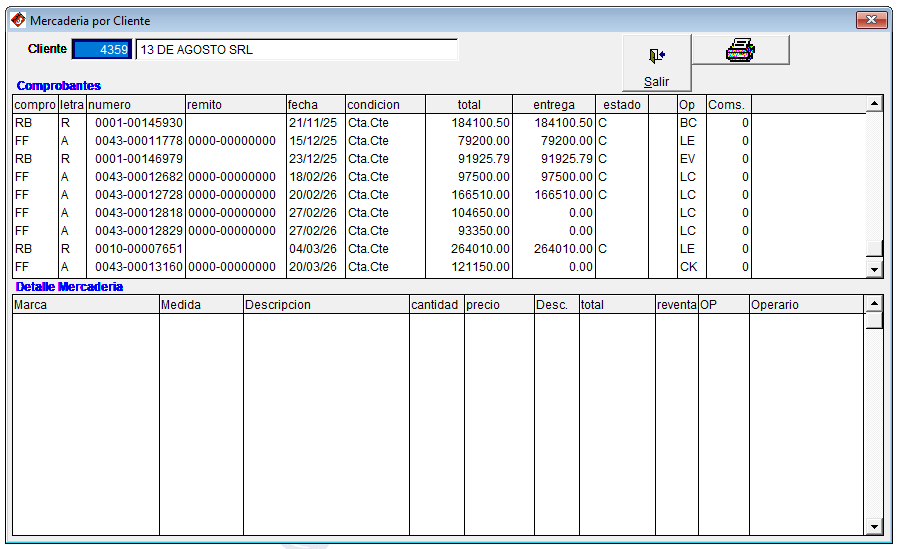 Mercaderia por Cliente
Cliente 4359 13 DE AGOSTO SRL
Salir
Comprobantes
compro letra numero remito fecha condicion total entrega estado Op Coms.
RB R 0001-00145930 21/11/25 Cta.Cte 184100.50 184100.50 C BC 0
FF A 0043-00011778 0000-00000000 15/12/25 Cta.Cte 79200.00 79200.00 C LE 0
RB R 0001-00146979 23/12/25 Cta.Cte 91925.79 91925.79 C EV 0
FF A 0043-00012682 0000-00000000 18/02/26 Cta.Cte 97500.00 97500.00 C LC 0
FF A 0043-00012728 0000-00000000 20/02/26 Cta.Cte 166510.00 166510.00 C LC 0
FF A 0043-00012818 0000-00000000 27/02/26 Cta.Cte 104650.00 0.00 LC 0
FF A 0043-00012829 0000-00000000 27/02/26 Cta.Cte 93350.00 0.00 LC 0
RB R 0010-00007651 04/03/26 Cta.Cte 264010.00 264010.00 C LE 0
FF A 0043-00013160 0000-00000000 20/03/26 Cta.Cte 121150.00 0.00 CK 0
Detalle Mercaderia
Marca Medida Descripcion cantidad precio Desc. total reventa OP Operario